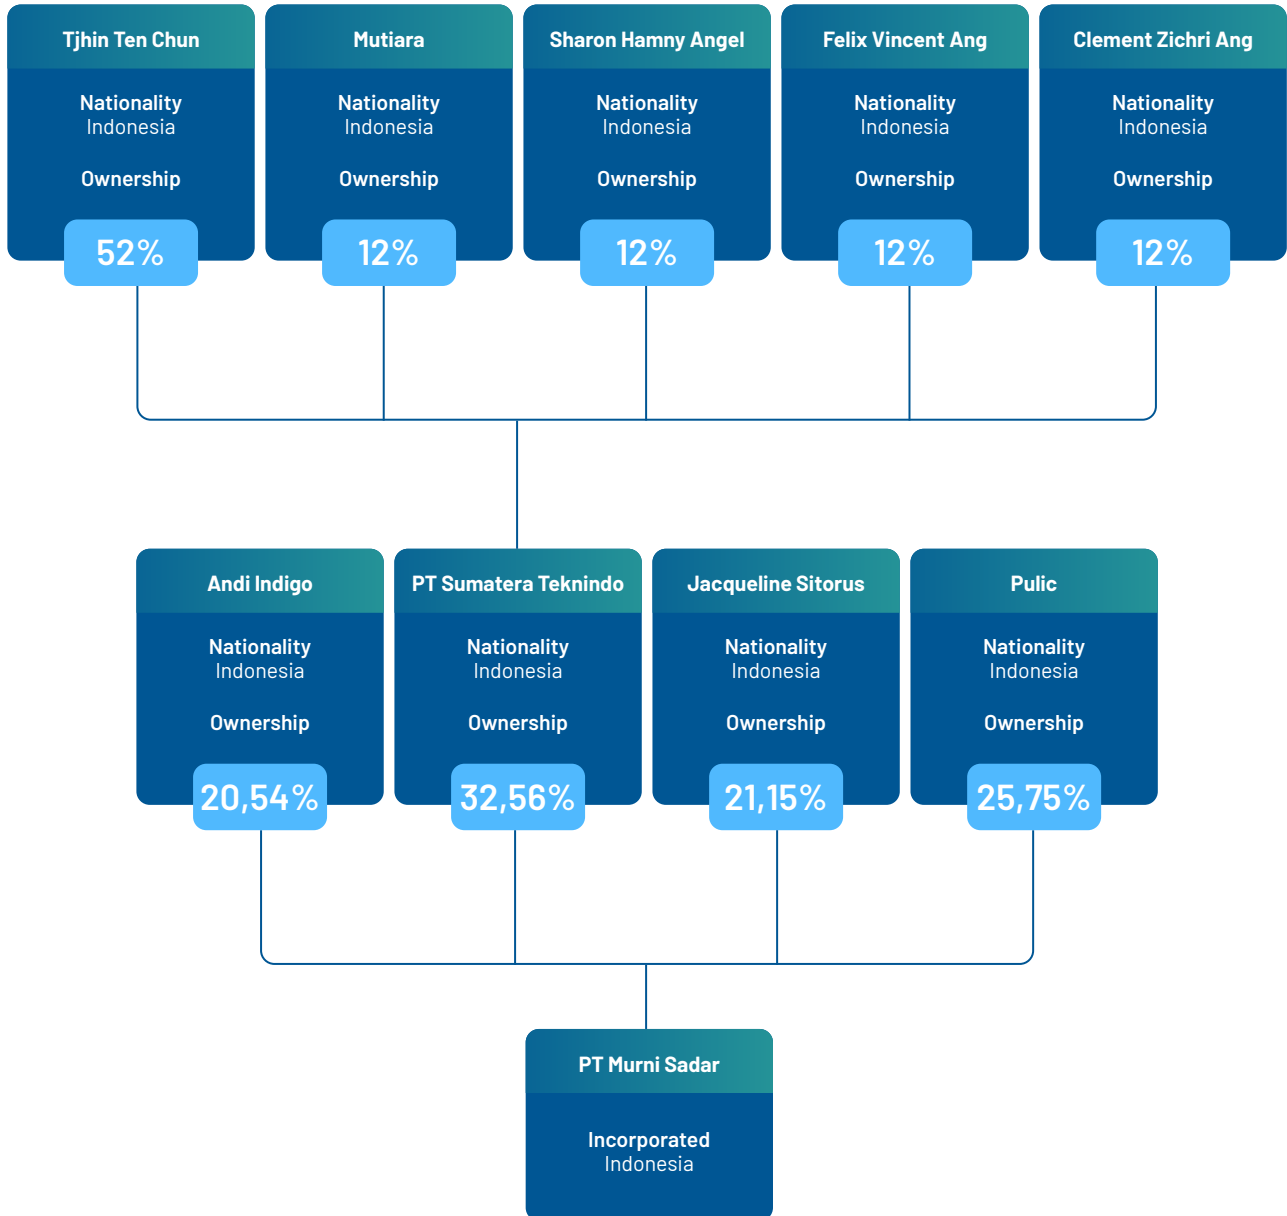 Tjhin Ten Chun
Nationality
Indonesia
Ownership
52%
Mutiara
Nationality
Indonesia
Ownership
12%
Sharon Hamny Angel
Nationality
Indonesia
Ownership
12%
Felix Vincent Ang
Nationality
Indonesia
Ownership
12%
Clement Zichri Ang
Nationality
Indonesia
Ownership
12%
Andi Indigo
Nationality
Indonesia
Ownership
20,54%
PT Sumatera Teknindo
Nationality
Indonesia
Ownership
32,56%
Jacqueline Sitorus
Nationality
Indonesia
Ownership
21,15%
Pulic
Nationality
Indonesia
Ownership
25,75%
PT Murni Sadar
Incorporated
Indonesia